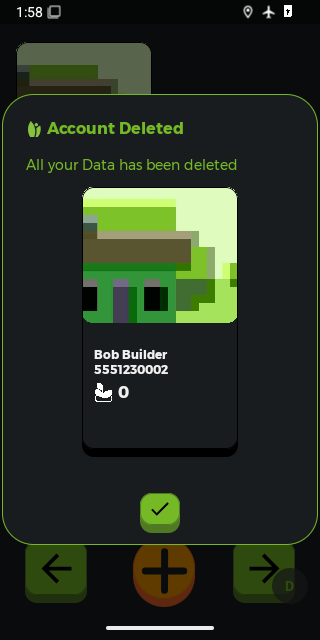 1:58
Account Deleted
All your Data has been deleted
Bob Builder
5551230002
0
D